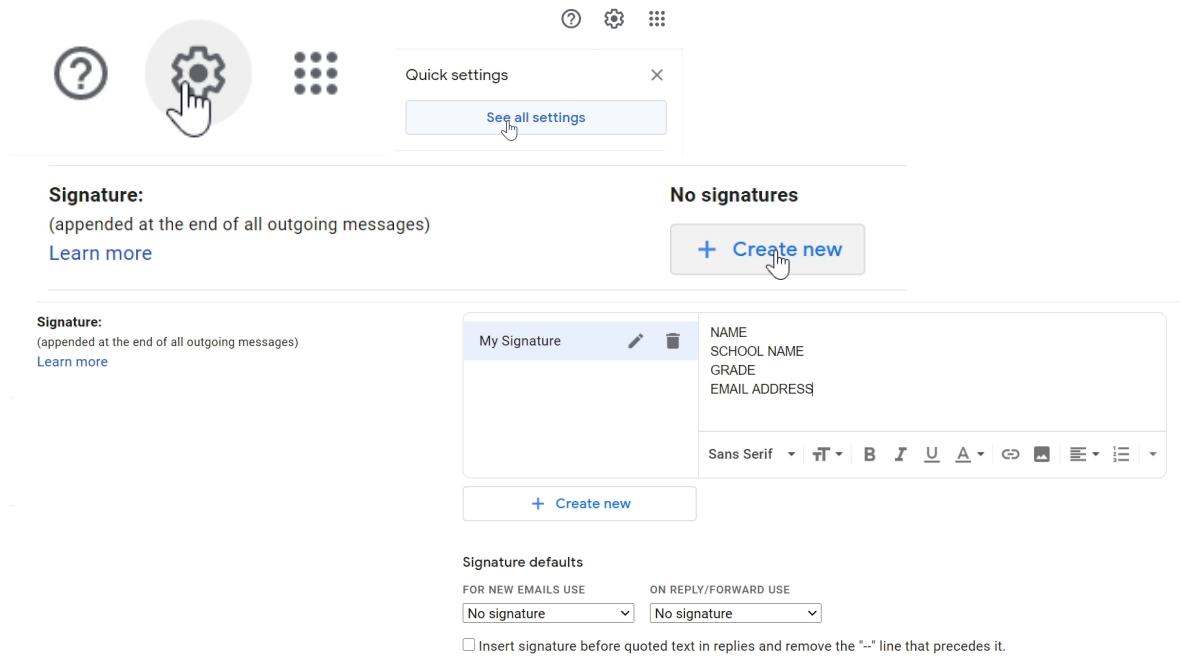 Quick settings
See all settings
Signature:
(appended at the end of all outgoing messages)
Learn more
No signatures
+ Create new
Signature:
(appended at the end of all outgoing messages)
Learn more
My Signature
NAME
SCHOOL NAME
GRADE
EMAIL ADDRESS
Sans Serif
+ Create new
Signature defaults
FOR NEW EMAILS USE
ON REPLY/FORWARD USE
No signature
No signature
Insert signature before quoted text in replies and remove the "--" line that precedes it.